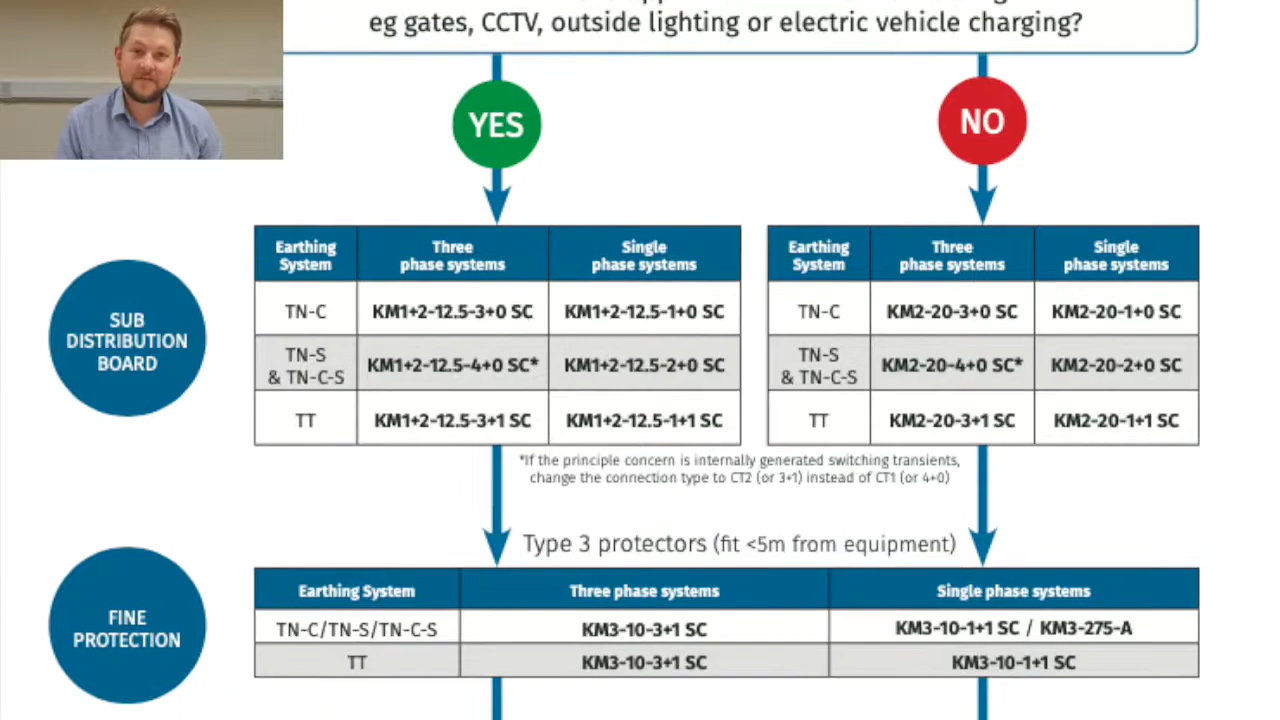 eg gates, CCTV, outside lighting or electric vehicle charging?
YES
NO
Earthing System
Three phase systems
Single phase systems
Earthing System
Three phase systems
Single phase systems
SUB
DISTRIBUTION
BOARD
TN-C
KM1+2-12.5-3+0 SC
KM1+2-12.5-1+0 SC
TN-C
KM2-20-3+0 SC
KM2-20-1+0 SC
TN-S
& TN-C-S
KM1+2-12.5-4+0 SC*
KM1+2-12.5-2+0 SC
TN-S
& TN-C-S
KM2-20-4+0 SC*
KM2-20-2+0 SC
TT
KM1+2-12.5-3+1 SC
KM1+2-12.5-1+1 SC
TT
KM2-20-3+1 SC
KM2-20-1+1 SC
*If the principle concern is internally generated switching transients,
change the connection type to CT2 (or 3+1) instead of CT1 (or 4+0)
Type 3 protectors (fit <5m from equipment)
FINE
PROTECTION
Earthing System
Three phase systems
Single phase systems
TN-C/TN-S/TN-C-S
KM3-10-3+1 SC
KM3-10-1+1 SC / KM3-275-A
TT
KM3-10-3+1 SC
KM3-10-1+1 SC